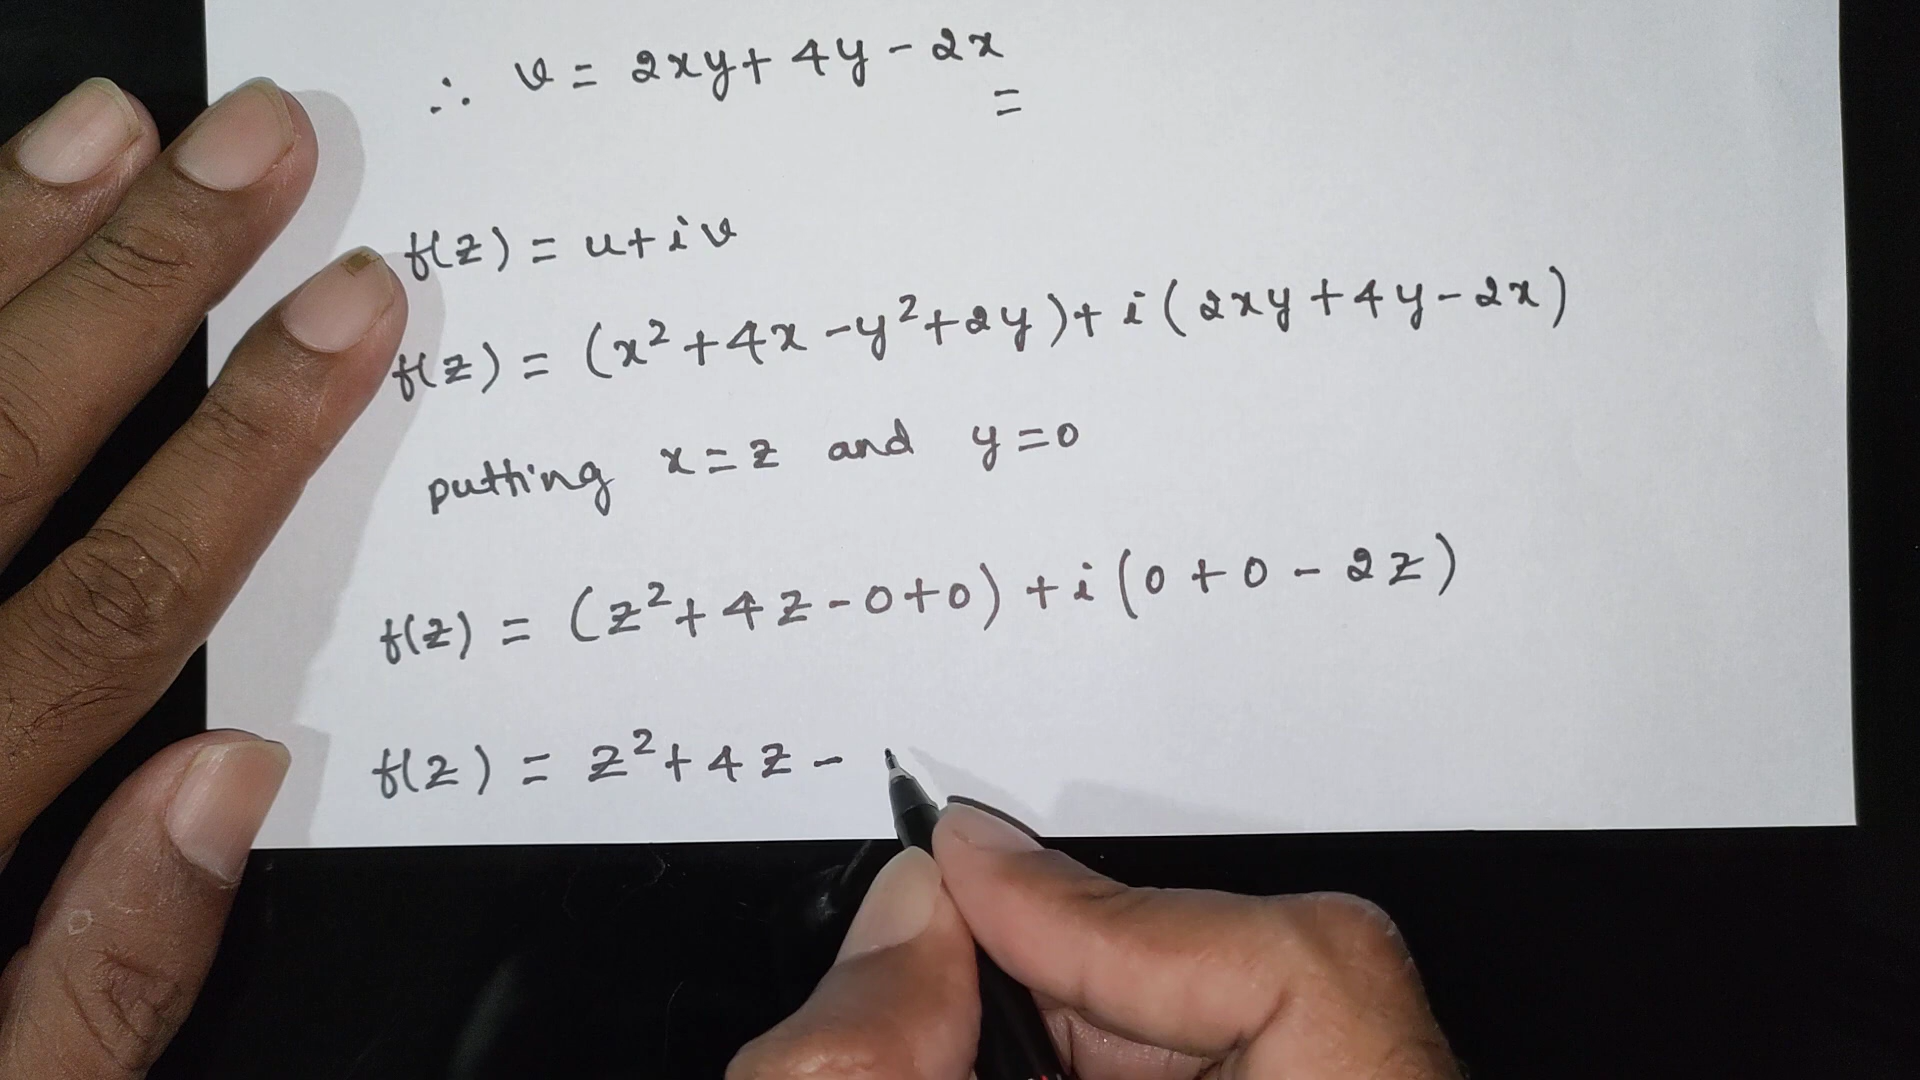 ∴ v = 2xy + 4y - 2x
=
f(z) = u + iv
f(z) = (x² + 4x - y² + 2y) + i (2xy + 4y - 2x)
putting x = z and y = 0
f(z) = (z² + 4z - 0 + 0) + i (0 + 0 - 2z)
f(z) = z² + 4z -